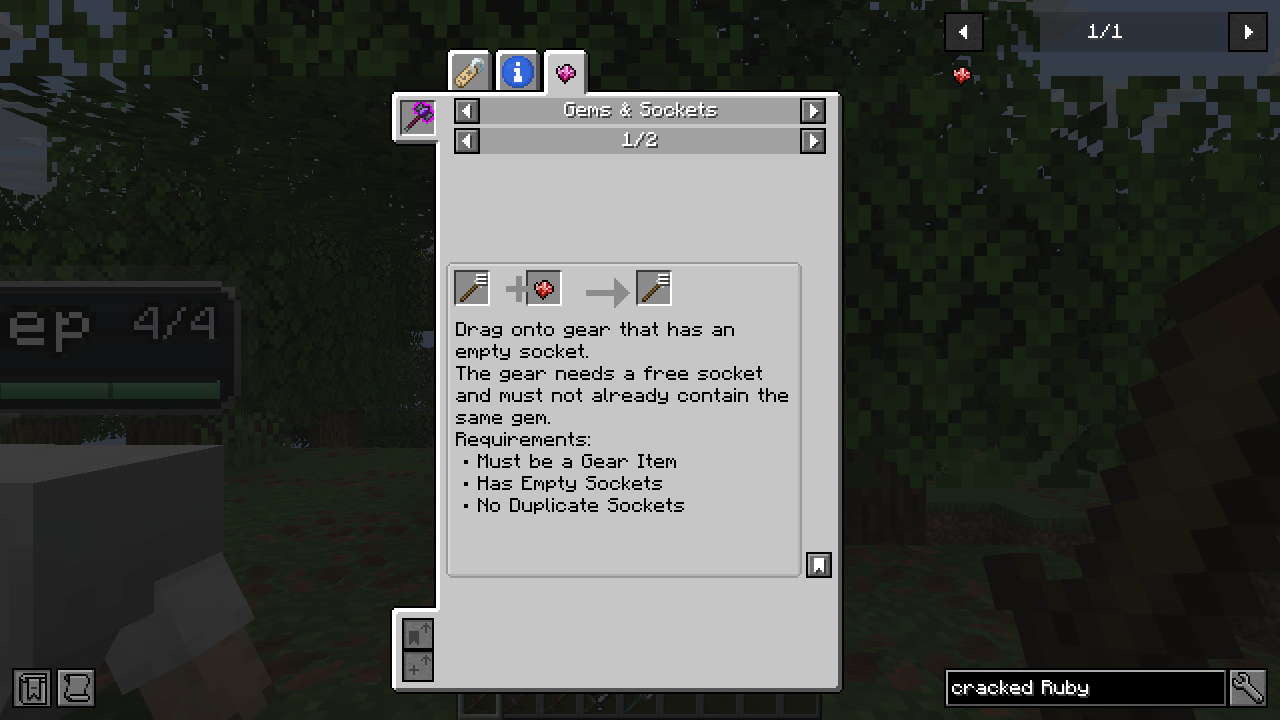 1/1
Gems & Sockets
1/2
ep 4/4
Drag onto gear that has an
empty socket.
The gear needs a free socket
and must not already contain the
same gem.
Requirements:
• Must be a Gear Item
• Has Empty Sockets
• No Duplicate Sockets
cracked Ruby